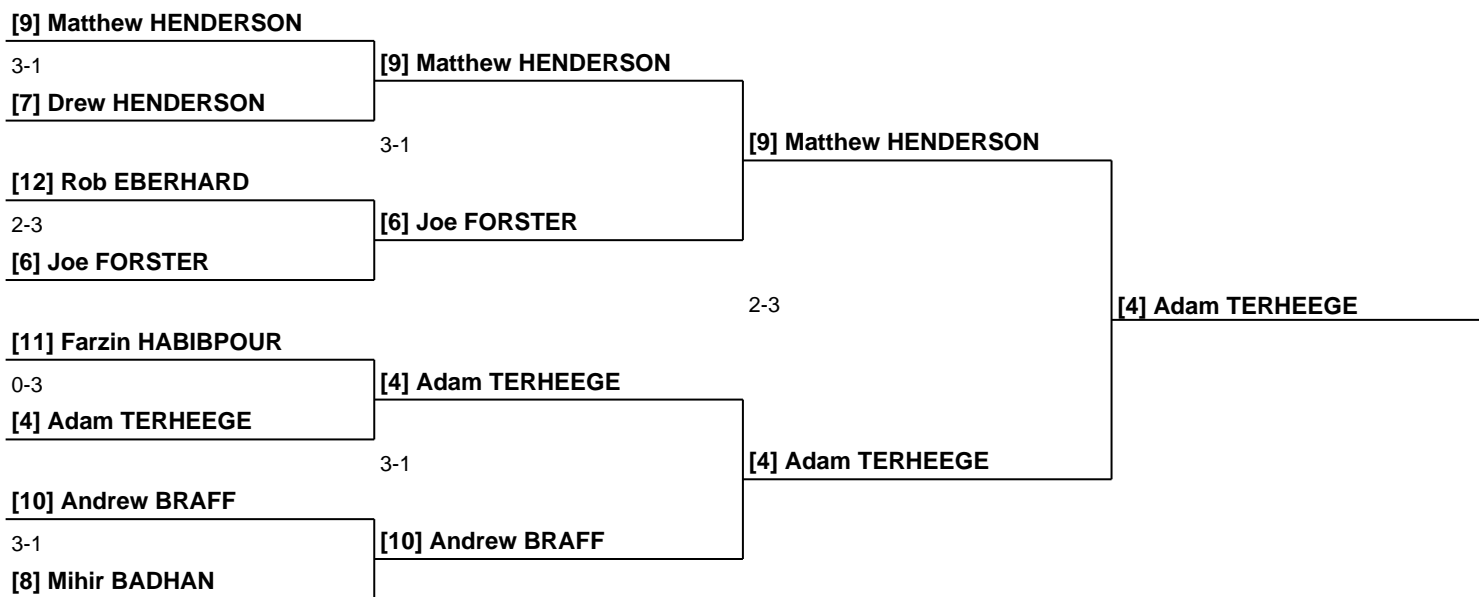 [9] Matthew HENDERSON
3-1
[7] Drew HENDERSON
[12] Rob EBERHARD
2-3
[6] Joe FORSTER
[11] Farzin HABIBPOUR
0-3
[4] Adam TERHEEGE
[10] Andrew BRAFF
3-1
[8] Mihir BADHAN
[9] Matthew HENDERSON
3-1
[6] Joe FORSTER
[4] Adam TERHEEGE
3-1
[10] Andrew BRAFF
[9] Matthew HENDERSON
2-3
[4] Adam TERHEEGE
[4] Adam TERHEEGE